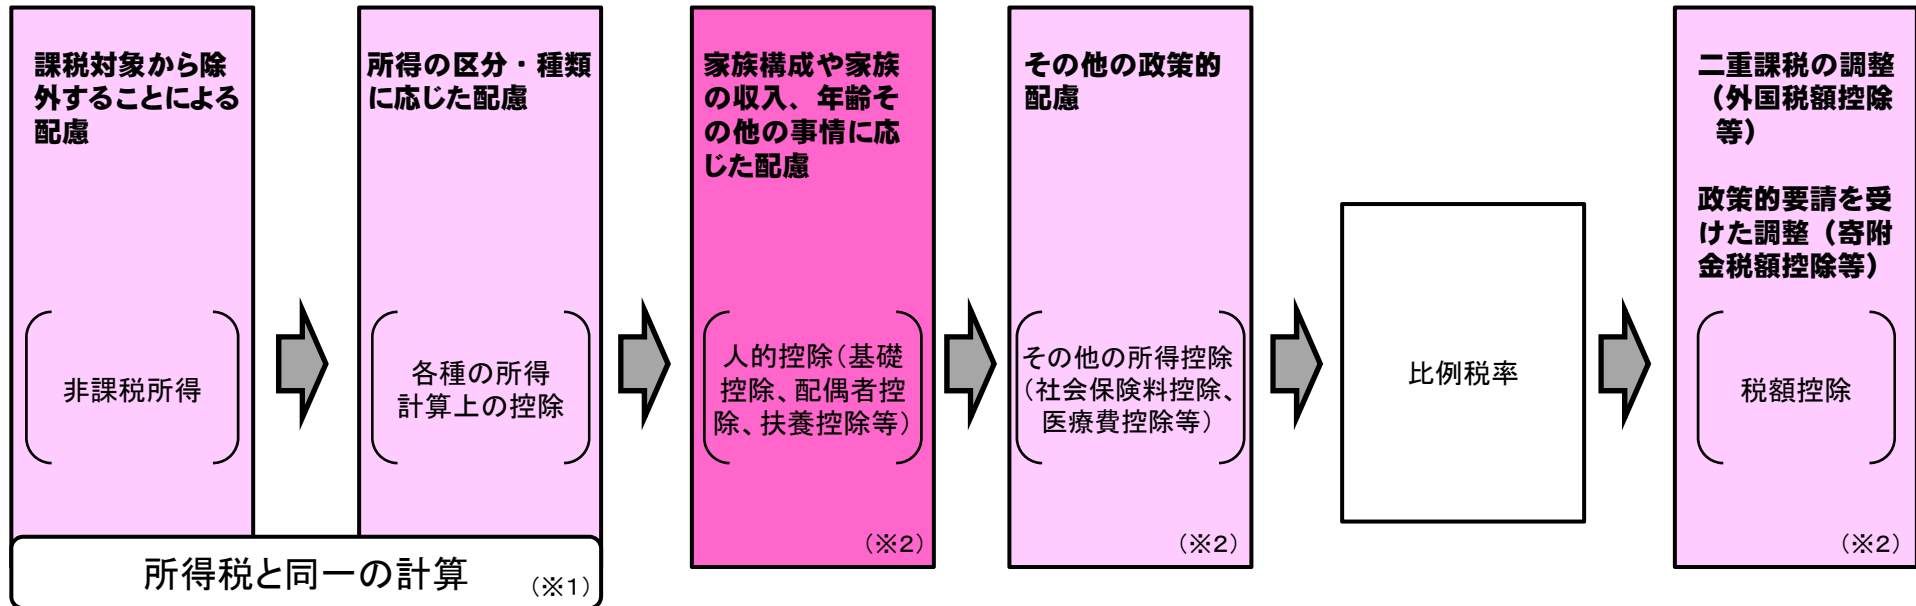 課税対象から除
外することによる
配慮
非課税所得
所得の区分・種類
に応じた配慮
各種の所得
計算上の控除
所得税と同一の計算
(※1)
家族構成や家族
の収入、年齢そ
の他の事情に応
じた配慮
人的控除(基礎
控除、配偶者控
除、扶養控除等)
(※2)
その他の政策的
配慮
その他の所得控除
(社会保険料控除、
医療費控除等)
(※2)
比例税率
二重課税の調整
(外国税額控除
等)
政策的要請を受
けた調整(寄附
金税額控除等)
税額控除
(※2)